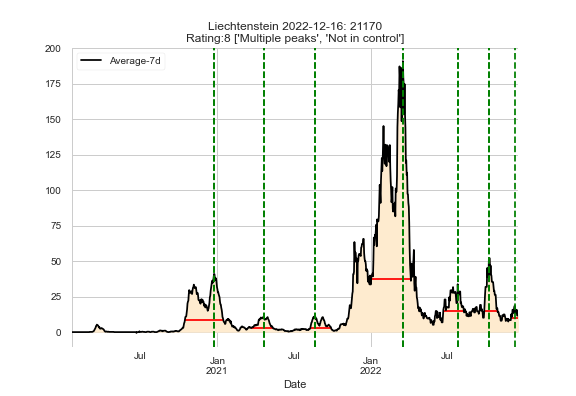 Liechtenstein 2022-12-16: 21170
Rating:8 ['Multiple peaks', 'Not in control']
200
Average-7d
175
150
125
100
75
50
25
0
Jul
Jan
2021
Jul
Jan
2022
Jul
Date